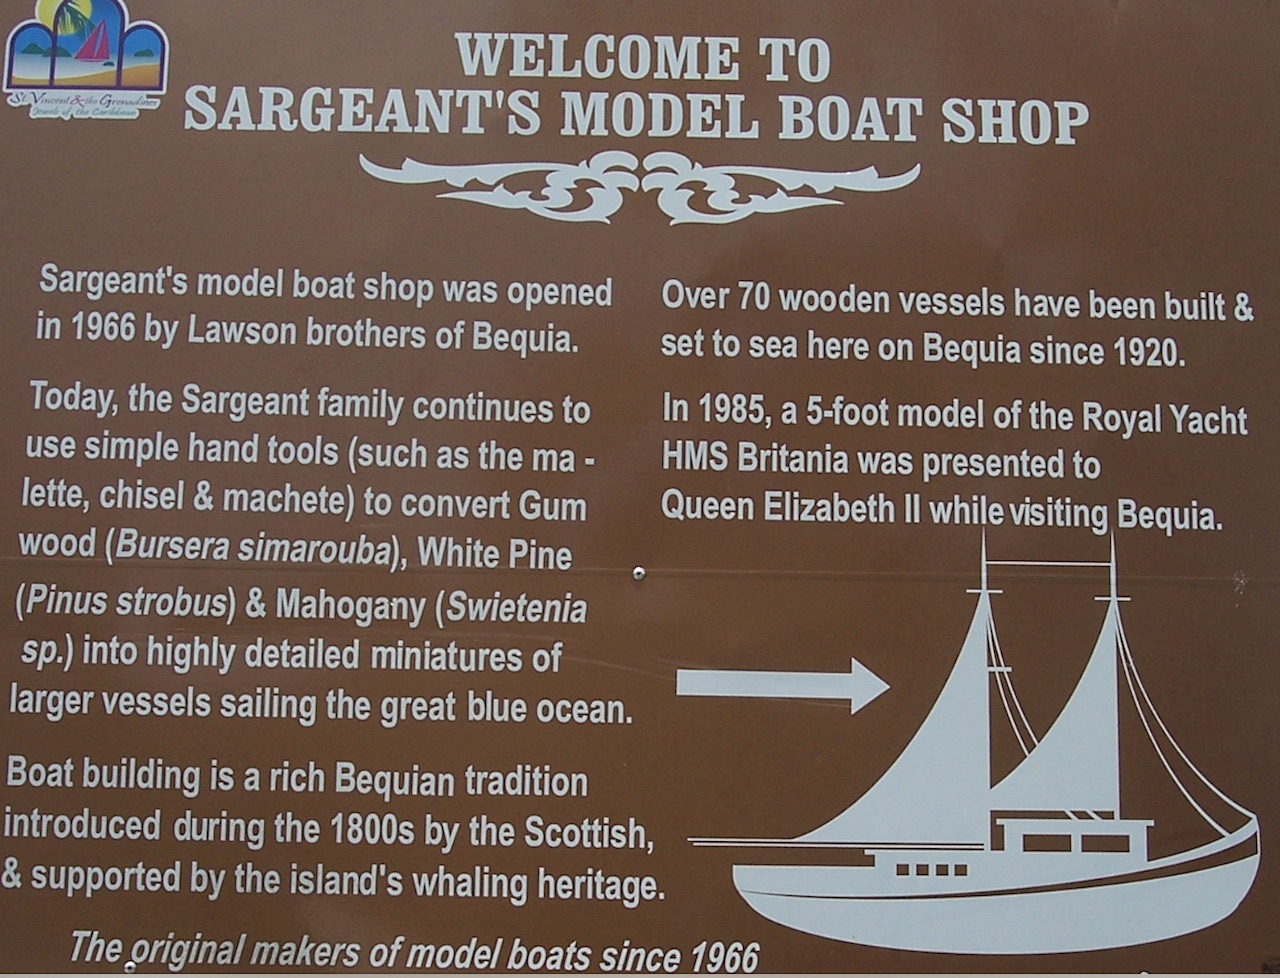 St. Vincent & the Grenadines
Jewels of the Caribbean
WELCOME TO
SARGEANT'S MODEL BOAT SHOP
Sargeant's model boat shop was opened
in 1966 by Lawson brothers of Bequia.
Today, the Sargeant family continues to
use simple hand tools (such as the ma -
lette, chisel & machete) to convert Gum
wood (Bursera simarouba), White Pine
(Pinus strobus) & Mahogany (Swietenia
sp.) into highly detailed miniatures of
larger vessels sailing the great blue ocean.
Boat building is a rich Bequian tradition
introduced during the 1800s by the Scottish,
& supported by the island's whaling heritage.
Over 70 wooden vessels have been built &
set to sea here on Bequia since 1920.
In 1985, a 5-foot model of the Royal Yacht
HMS Britania was presented to
Queen Elizabeth II while visiting Bequia.
The original makers of model boats since 1966